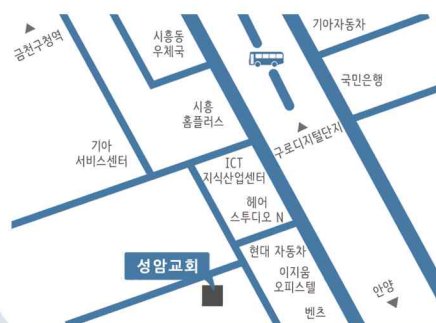 기아자동차
시흥동
우체국
금천구청역
국민은행
시흥
홈플러스
구로디지털단지
기아
서비스센터
ICT
지식산업센터
헤어
스투디오 N
현대 자동차
성암교회
이지움
오피스텔
안양
벤츠